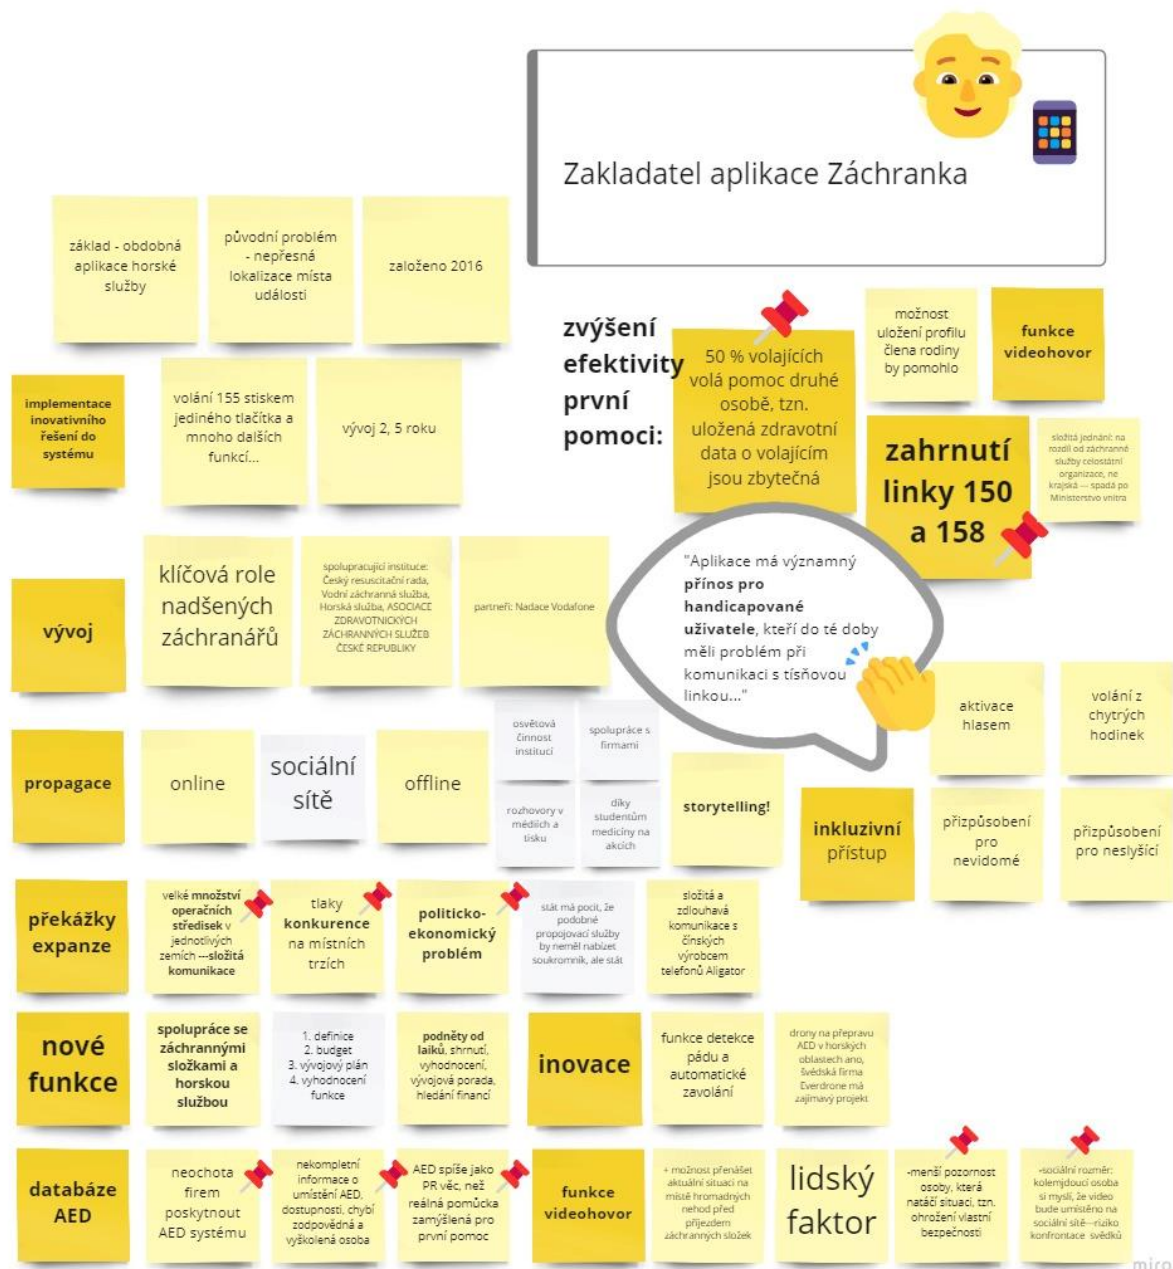 Zakladatel aplikace Záchranka
základ - obdobná
aplikace horské
služby
původní problém
- nepřesná
lokalizace místa
události
založeno 2016
zvýšení
efektivity
první
pomoci:
50 % volajících
volá pomoc druhé
osobě, tzn.
uložená zdravotní
data o volajícím
jsou zbytečná
možnost
uložení profilu
člena rodiny
by pomohlo
funkce
videohovor
implementace
inovativního
řešení do
systému
volání 155 stiskem
jediného tlačítka a
mnoho dalších
funkcí...
vývoj 2, 5 roku
zahrnutí
linky 150
a 158
složitá jednání: na
rozdíl od záchranné
služby celostátní
organizace, ne
krajská --- spadá po
Ministerstvo vnitra
vývoj
klíčová role
nadšených
záchranářů
spolupracující instituce:
Český resuscitační rada,
Vodní záchranná služba,
Horská služba, ASOCIACE
ZDRAVOTNICKÝCH
ZÁCHRANNÝCH SLUŽEB
ČESKÉ REPUBLIKY
partneři: Nadace Vodafone
"Aplikace má významný
přínos pro
handicapované
uživatele, kteří do té doby
měli problém při
komunikaci s tísňovou
linkou..."
aktivace
hlasem
volání z
chytrých
hodinek
propagace
online
sociální
sítě
offline
osvětová
činnost
institucí
spolupráce s
firmami
rozhovory v
médiích a
tisku
díky
studentům
medicíny na
akcích
storytelling!
inkluzivní
přístup
přizpůsobení
pro
nevidomé
přizpůsobení
pro neslyšící
překážky
expanze
velké množství
operačních
středisek v
jednotlivých
zemích ---složitá
komunikace
tlaky
konkurence
na místních
trzích
politicko-
ekonomický
problém
stát má pocit, že
podobné
propojovací služby
by neměl nabízet
soukromník, ale stát
složitá a
zdlouhavá
komunikace s
čínských
výrobcem
telefonů Aligator
nové
funkce
spolupráce se
záchrannými
složkami a
horskou
službou
1. definice
2. budget
3. vývojový plán
4. vyhodnocení
funkce
podněty od
laiků, shrnutí,
vyhodnocení,
vývojová porada,
hledání financí
inovace
funkce detekce
pádu a
automatické
zavolání
drony na přepravu
AED v horských
oblastech ano,
švédská firma
Everdrone má
zajímavý projekt
databáze
AED
neochota
firem
poskytnout
AED systému
nekompletní
informace o
umístění AED,
dostupnosti, chybí
zodpovědná a
vyškolená osoba
AED spíše jako
PR věc, než
reálná pomůcka
zamýšlená pro
první pomoc
funkce
videohovor
+ možnost přenášet
aktuální situaci na
místě hromadných
nehod před
příjezdem
záchranných složek
lidský
faktor
-menší pozornost
osoby, která
natáčí situaci, tzn.
ohrožení vlastní
bezpečnosti
-sociální rozměr:
kolemjdoucí osoba
si myslí, že video
bude umístěno na
sociální sítě---riziko
konfrontace svědků
miro